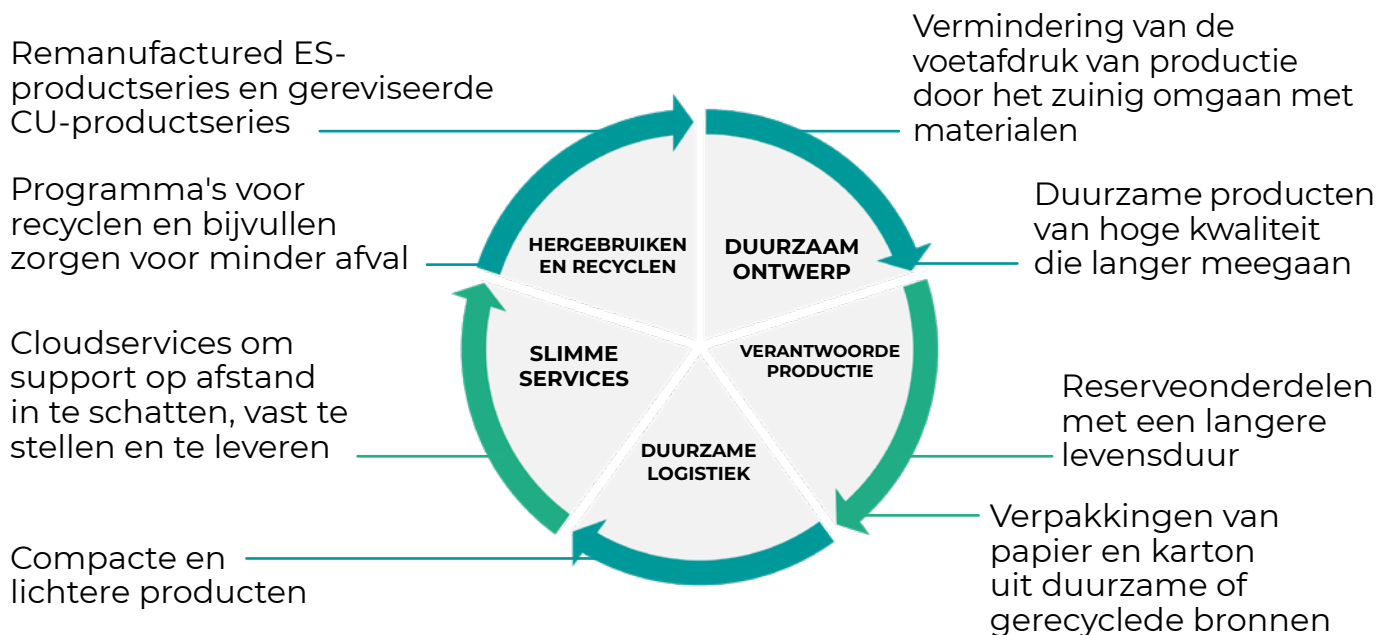 Remanufactured ES-
productseries en gereviseerde
CU-productseries
Programma's voor
recyclen en bijvullen
zorgen voor minder afval
Cloudservices om
support op afstand
in te schatten, vast te
stellen en te leveren
Compacte en
lichtere producten
HERGEBRUIKEN
EN RECYCLEN
DUURZAAM
ONTWERP
SLIMME
SERVICES
VERANTWOORDE
PRODUCTIE
DUURZAME
LOGISTIEK
Vermindering van de
voetafdruk van productie
door het zuinig omgaan met
materialen
Duurzame producten
van hoge kwaliteit
die langer meegaan
Reserveonderdelen
met een langere
levensduur
Verpakkingen van
papier en karton
uit duurzame of
gerecyclede bronnen